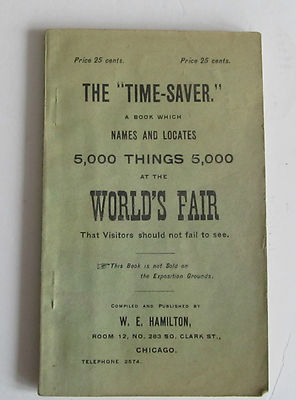 Price 25 cents. Price 25 cents.
THE "TIME-SAVER."
A BOOK WHICH
NAMES AND LOCATES
5,000 THINGS 5,000
AT THE
WORLD'S FAIR
That Visitors should not fail to see.
☞This Book is not Sold on
the Exposition Grounds.
COMPILED AND PUBLISHED BY
W. E. HAMILTON,
ROOM 12, NO. 283 SO. CLARK ST.,
CHICAGO.
TELEPHONE 2574.